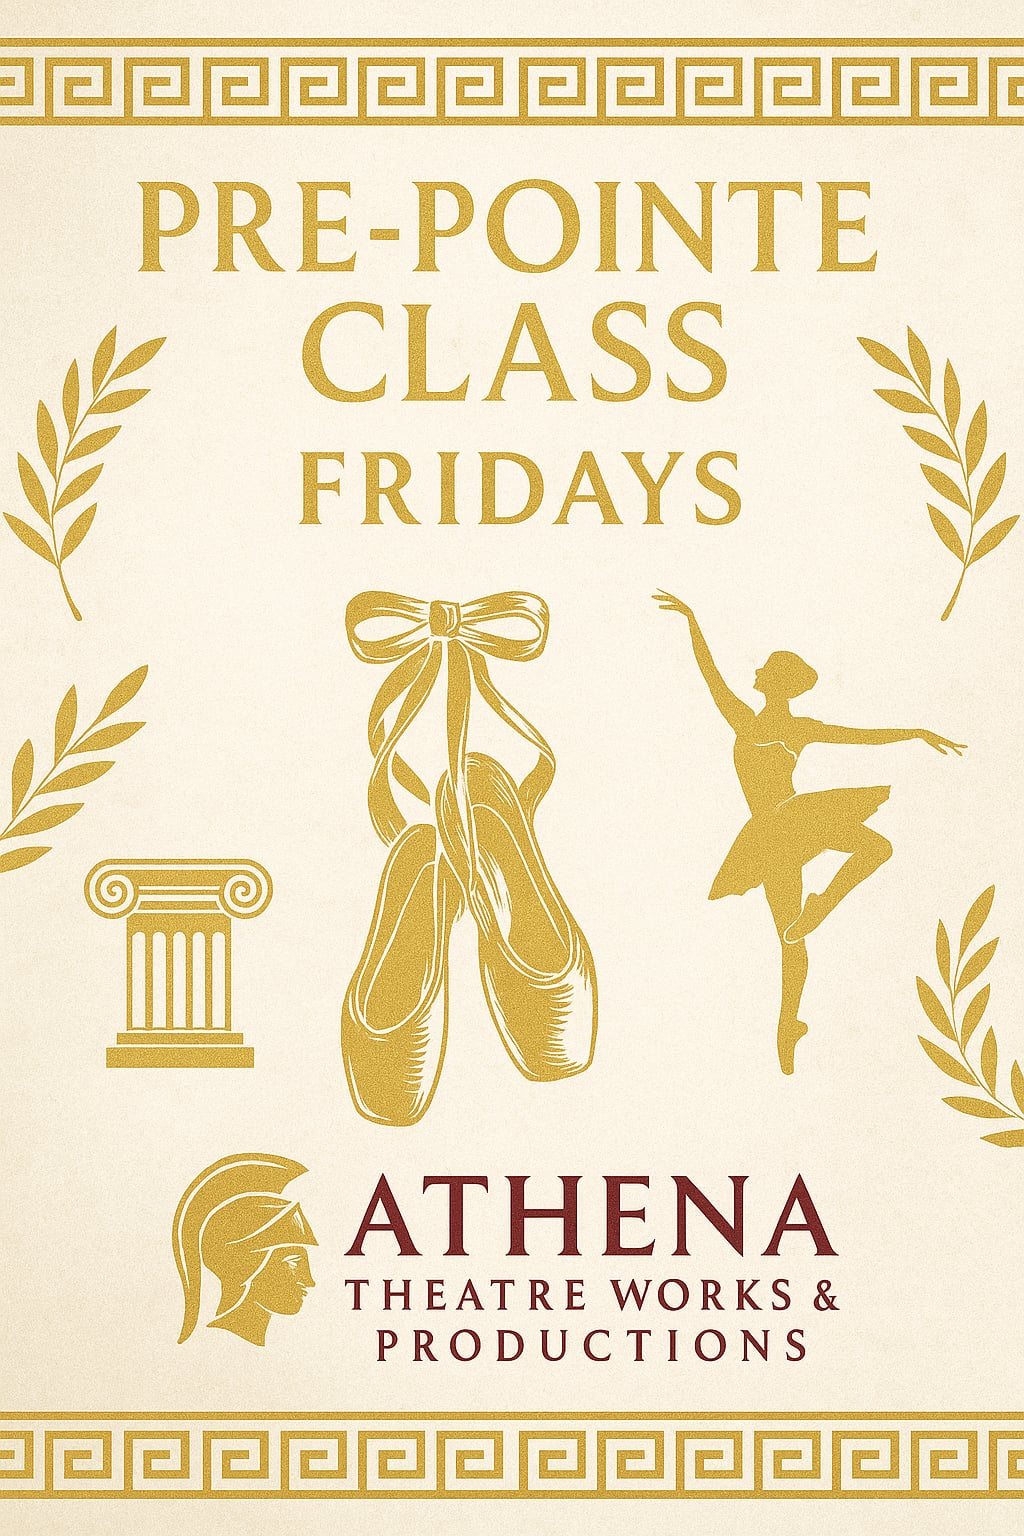 PRE-POINTE
CLASS
FRIDAYS
ATHENA
THEATRE WORKS &
PRODUCTIONS